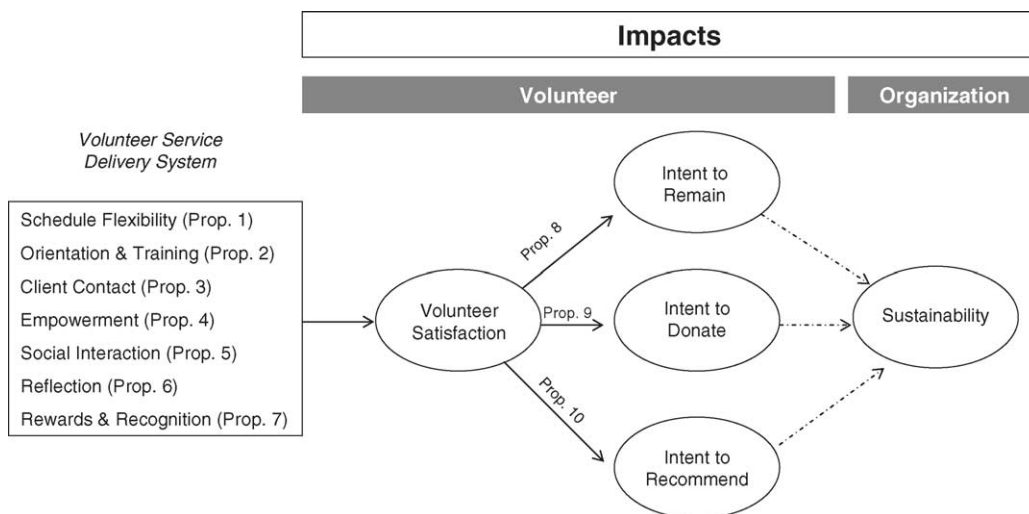 Impacts
Volunteer
Organization
Volunteer Service
Delivery System
Schedule Flexibility (Prop. 1)
Orientation & Training (Prop. 2)
Client Contact (Prop. 3)
Empowerment (Prop. 4)
Social Interaction (Prop. 5)
Reflection (Prop. 6)
Rewards & Recognition (Prop. 7)
Volunteer
Satisfaction
Prop. 8
Prop. 9
Prop. 10
Intent to
Remain
Intent to
Donate
Intent to
Recommend
Sustainability